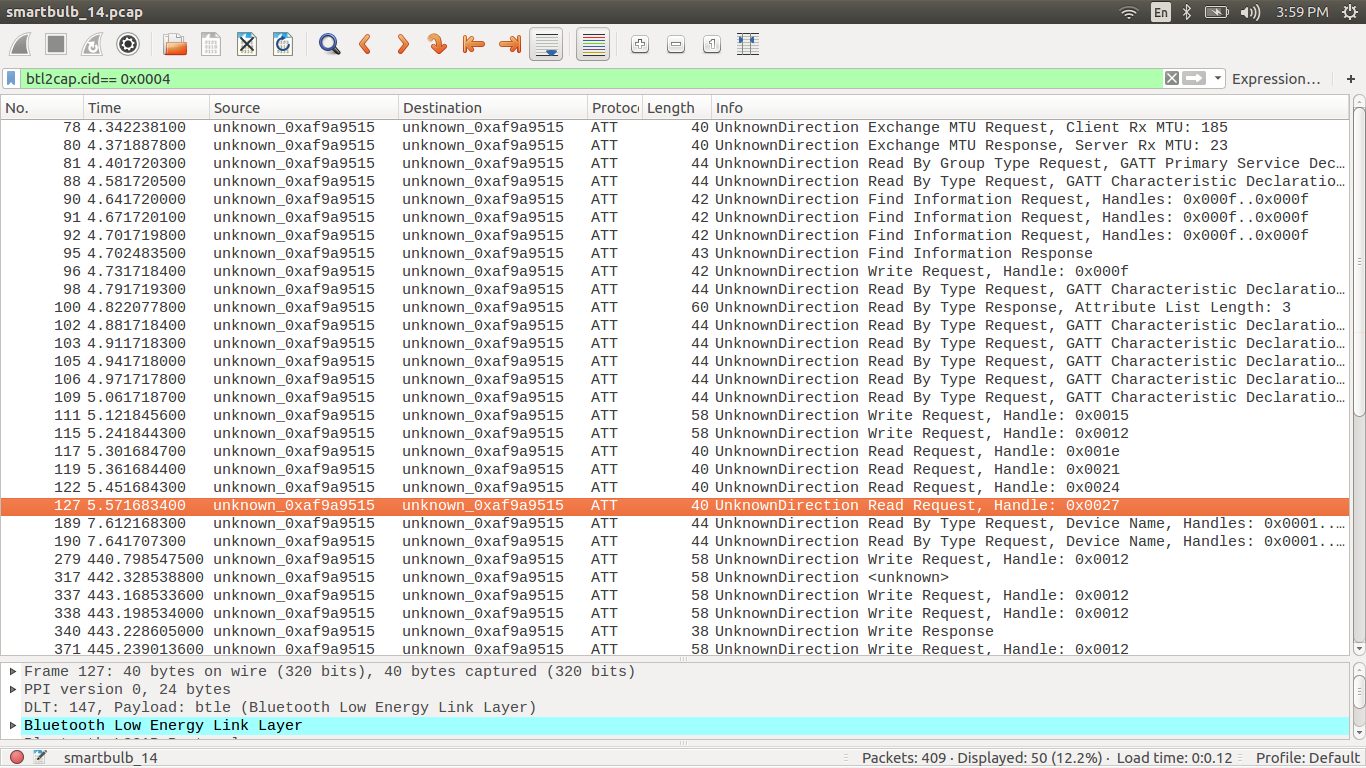 smartbulb_14.pcap En 3:59 PM
btl2cap.cid== 0x0004 Expression… +
No. Time Source Destination Protoc Length Info
78 4.342238100 unknown_0xaf9a9515 unknown_0xaf9a9515 ATT 40 UnknownDirection Exchange MTU Request, Client Rx MTU: 185
80 4.371887800 unknown_0xaf9a9515 unknown_0xaf9a9515 ATT 40 UnknownDirection Exchange MTU Response, Server Rx MTU: 23
81 4.401720300 unknown_0xaf9a9515 unknown_0xaf9a9515 ATT 44 UnknownDirection Read By Group Type Request, GATT Primary Service Dec…
88 4.581720500 unknown_0xaf9a9515 unknown_0xaf9a9515 ATT 44 UnknownDirection Read By Type Request, GATT Characteristic Declaratio…
90 4.641720000 unknown_0xaf9a9515 unknown_0xaf9a9515 ATT 42 UnknownDirection Find Information Request, Handles: 0x000f..0x000f
91 4.671720100 unknown_0xaf9a9515 unknown_0xaf9a9515 ATT 42 UnknownDirection Find Information Request, Handles: 0x000f..0x000f
92 4.701719800 unknown_0xaf9a9515 unknown_0xaf9a9515 ATT 42 UnknownDirection Find Information Request, Handles: 0x000f..0x000f
95 4.702483500 unknown_0xaf9a9515 unknown_0xaf9a9515 ATT 43 UnknownDirection Find Information Response
96 4.731718400 unknown_0xaf9a9515 unknown_0xaf9a9515 ATT 42 UnknownDirection Write Request, Handle: 0x000f
98 4.791719300 unknown_0xaf9a9515 unknown_0xaf9a9515 ATT 44 UnknownDirection Read By Type Request, GATT Characteristic Declaratio…
100 4.822077800 unknown_0xaf9a9515 unknown_0xaf9a9515 ATT 60 UnknownDirection Read By Type Response, Attribute List Length: 3
102 4.881718400 unknown_0xaf9a9515 unknown_0xaf9a9515 ATT 44 UnknownDirection Read By Type Request, GATT Characteristic Declaratio…
103 4.911718300 unknown_0xaf9a9515 unknown_0xaf9a9515 ATT 44 UnknownDirection Read By Type Request, GATT Characteristic Declaratio…
105 4.941718000 unknown_0xaf9a9515 unknown_0xaf9a9515 ATT 44 UnknownDirection Read By Type Request, GATT Characteristic Declaratio…
106 4.971717800 unknown_0xaf9a9515 unknown_0xaf9a9515 ATT 44 UnknownDirection Read By Type Request, GATT Characteristic Declaratio…
109 5.061718700 unknown_0xaf9a9515 unknown_0xaf9a9515 ATT 44 UnknownDirection Read By Type Request, GATT Characteristic Declaratio…
111 5.121845600 unknown_0xaf9a9515 unknown_0xaf9a9515 ATT 58 UnknownDirection Write Request, Handle: 0x0015
115 5.241844300 unknown_0xaf9a9515 unknown_0xaf9a9515 ATT 58 UnknownDirection Write Request, Handle: 0x0012
117 5.301684700 unknown_0xaf9a9515 unknown_0xaf9a9515 ATT 40 UnknownDirection Read Request, Handle: 0x001e
119 5.361684400 unknown_0xaf9a9515 unknown_0xaf9a9515 ATT 40 UnknownDirection Read Request, Handle: 0x0021
122 5.451684300 unknown_0xaf9a9515 unknown_0xaf9a9515 ATT 40 UnknownDirection Read Request, Handle: 0x0024
127 5.571683400 unknown_0xaf9a9515 unknown_0xaf9a9515 ATT 40 UnknownDirection Read Request, Handle: 0x0027
189 7.612168300 unknown_0xaf9a9515 unknown_0xaf9a9515 ATT 44 UnknownDirection Read By Type Request, Device Name, Handles: 0x0001..…
190 7.641707300 unknown_0xaf9a9515 unknown_0xaf9a9515 ATT 44 UnknownDirection Read By Type Request, Device Name, Handles: 0x0001..…
279 440.798547500 unknown_0xaf9a9515 unknown_0xaf9a9515 ATT 58 UnknownDirection Write Request, Handle: 0x0012
317 442.328538800 unknown_0xaf9a9515 unknown_0xaf9a9515 ATT 58 UnknownDirection <unknown>
337 443.168533600 unknown_0xaf9a9515 unknown_0xaf9a9515 ATT 58 UnknownDirection Write Request, Handle: 0x0012
338 443.198534000 unknown_0xaf9a9515 unknown_0xaf9a9515 ATT 58 UnknownDirection Write Request, Handle: 0x0012
340 443.228605000 unknown_0xaf9a9515 unknown_0xaf9a9515 ATT 38 UnknownDirection Write Response
371 445.239013600 unknown_0xaf9a9515 unknown_0xaf9a9515 ATT 58 UnknownDirection Write Request, Handle: 0x0012
Frame 127: 40 bytes on wire (320 bits), 40 bytes captured (320 bits)
PPI version 0, 24 bytes
DLT: 147, Payload: btle (Bluetooth Low Energy Link Layer)
Bluetooth Low Energy Link Layer
smartbulb_14 Packets: 409 · Displayed: 50 (12.2%) · Load time: 0:0.12 Profile: Default